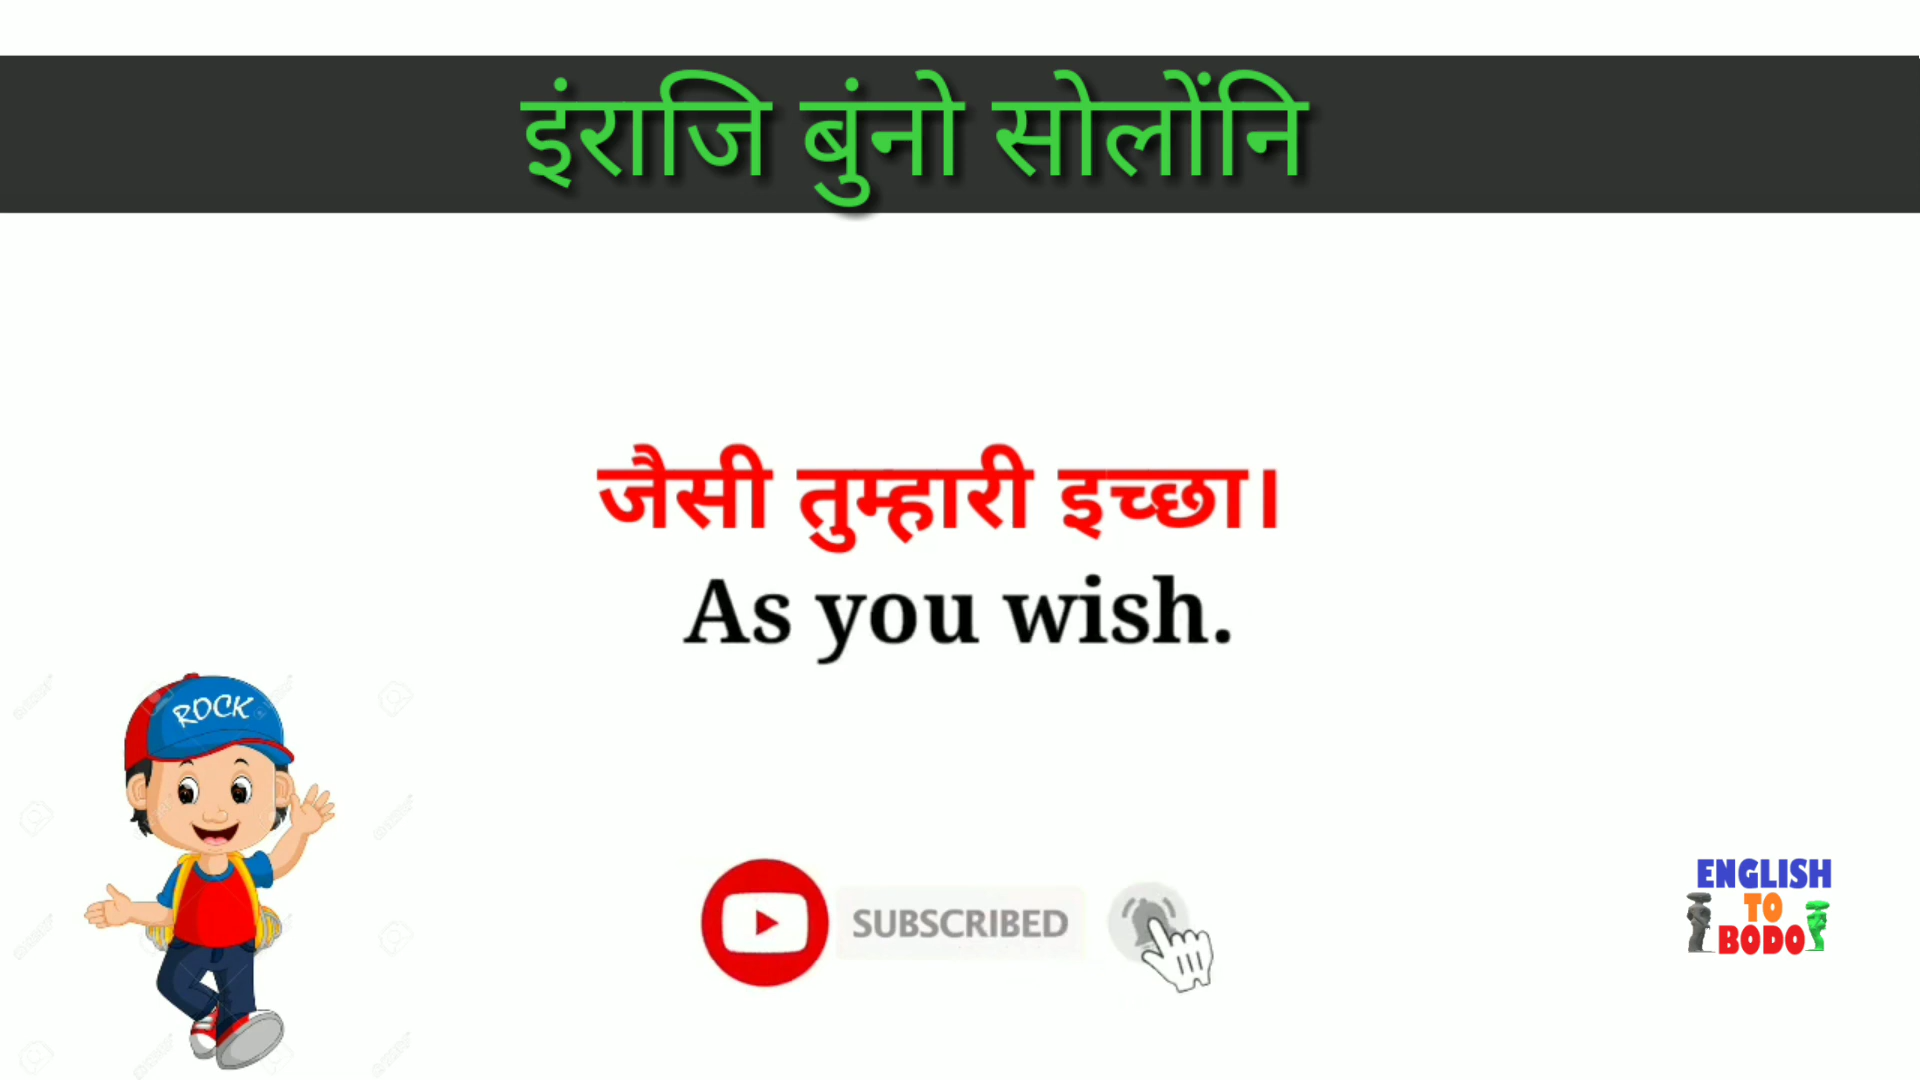 इंराजि बुंनो सोलोंनि
जैसी तुम्हारी इच्छा।
As you wish.
ROCK
SUBSCRIBED
ENGLISH
TO
BODO